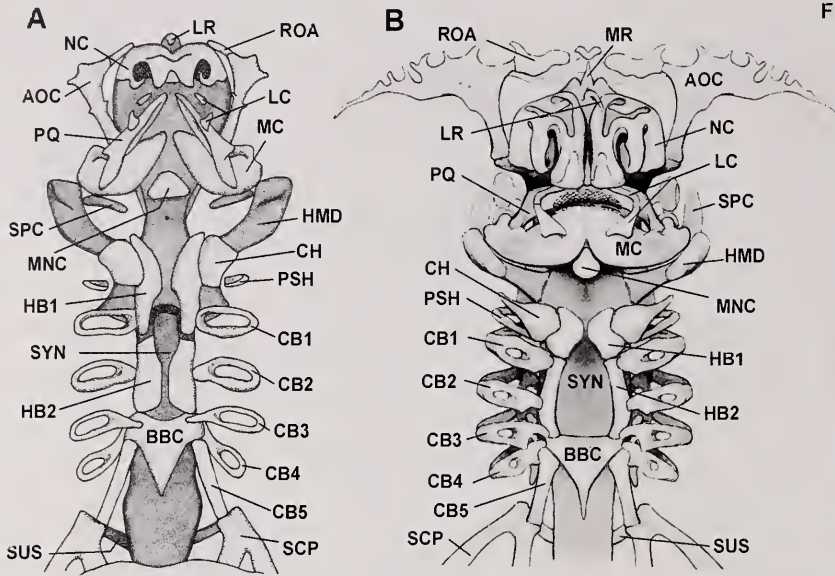 A
LR
ROA
NC
AOC
LC
PQ
MC
SPC
HMD
MNC
CH
PSH
HB1
CB1
SYN
CB2
HB2
CB3
BBC
CB4
CB5
SUS
SCP
B
F
ROA
MR
AOC
LR
NC
PQ
LC
SPC
MC
HMD
CH
MNC
PSH
CB1
HB1
SYN
CB2
HB2
CB3
BBC
CB4
CB5
SCP
SUS